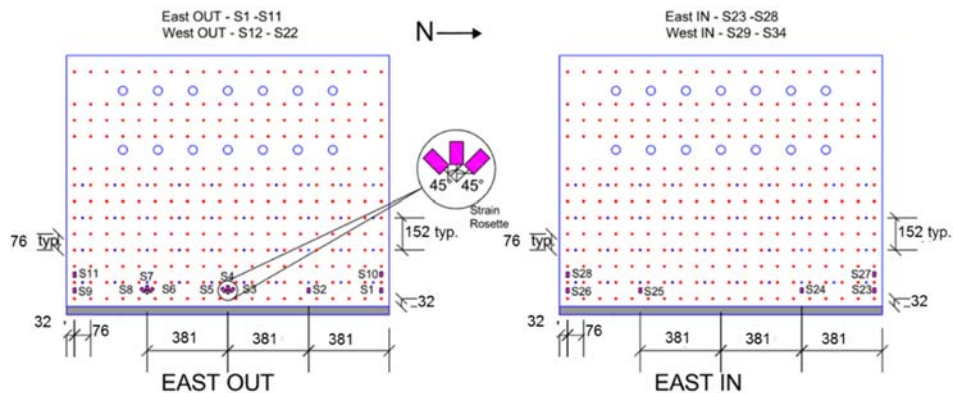 East OUT - S1 -S11
West OUT - S12 - S22
N
East IN - S23 -S28
West IN - S29 - S34
45° 45°
Strain
Rosette
152 typ.
76 typ
S11
S7
S4
S10
S9
S8
S6
S5
S3
S2
S1
32
32
76
381
381
381
EAST OUT
152 typ.
76 typ
S28
S27
S26
S25
S24
S23
32
32
76
381
381
381
EAST IN